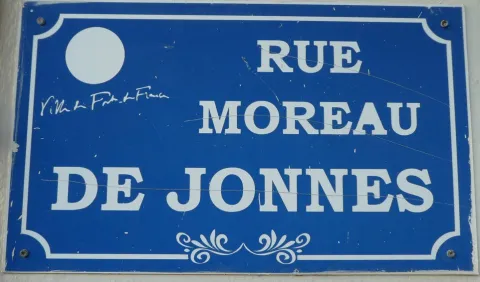 RUE
Ville de Fort-de-France
MOREAU
DE JONNES